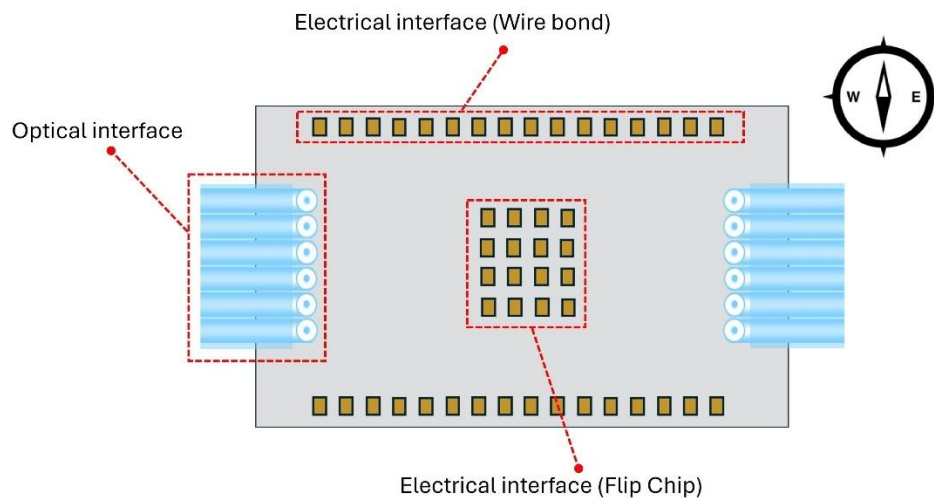 Electrical interface (Wire bond)
Optical interface
W
E
Electrical interface (Flip Chip)